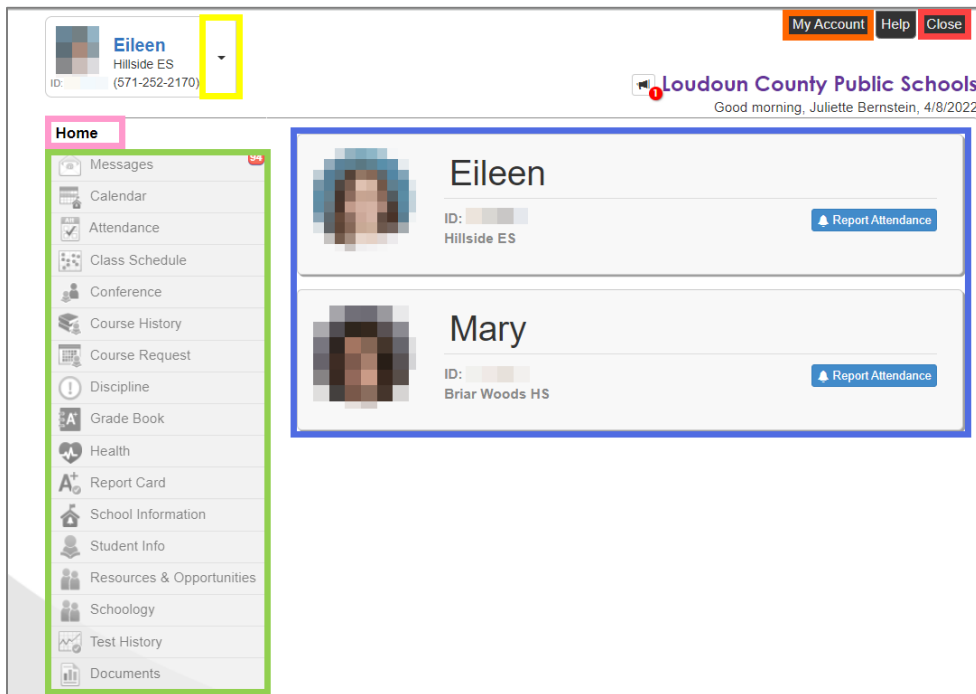 My Account Help Close
Eileen
Hillside ES
ID: (571-252-2170)
1
Loudoun County Public Schools
Good morning, Juliette Bernstein, 4/8/2022
Home
Messages 94
Calendar
Attendance
Class Schedule
Conference
Course History
Course Request
Discipline
Grade Book
Health
Report Card
School Information
Student Info
Resources & Opportunities
Schoology
Test History
Documents
Eileen
ID:
Report Attendance
Hillside ES
Mary
ID:
Report Attendance
Briar Woods HS